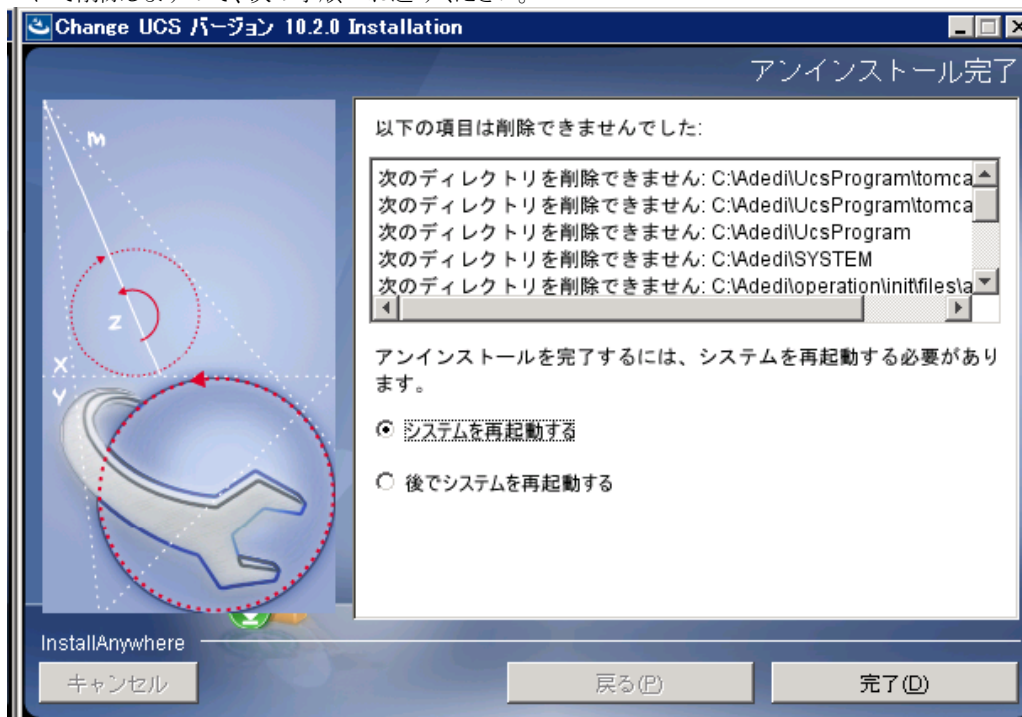 Change UCS バージョン 10.2.0 Installation
アンインストール完了
以下の項目は削除できませんでした:
次のディレクトリを削除できません: C:\Adedi\UcsProgram\tomca
次のディレクトリを削除できません: C:\Adedi\UcsProgram\tomca
次のディレクトリを削除できません: C:\Adedi\UcsProgram
次のディレクトリを削除できません: C:\Adedi\SYSTEM
次のディレクトリを削除できません: C:\Adedi\operation\init\files\a
アンインストールを完了するには、システムを再起動する必要があり
ます。
システムを再起動する
後でシステムを再起動する
m
z
X
Y
InstallAnywhere
キャンセル
戻る(P)
完了(D)